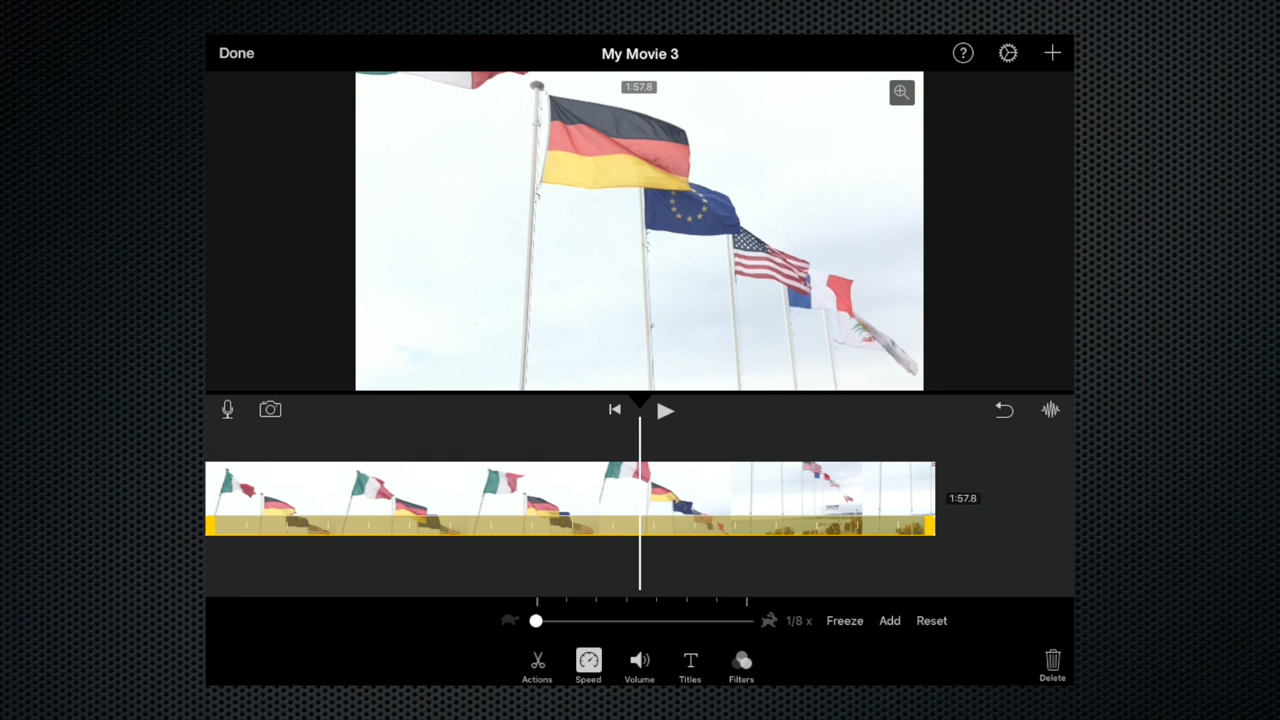 Done
My Movie 3
?
1:57.8
1:57.8
1/8 x
Freeze
Add
Reset
Actions
Speed
Volume
T
Titles
Filters
Delete